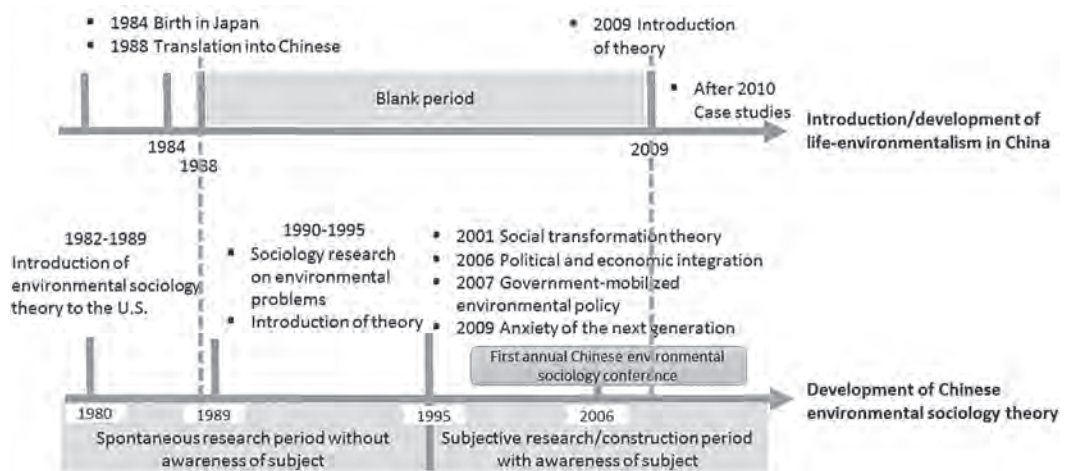 ▪ 1984 Birth in Japan
▪ 1988 Translation into Chinese
▪ 2009 Introduction
of theory
Blank period
▪ After 2010
Case studies
Introduction/development of
life-environmentalism in China
1984
1988
2009
1982-1989
Introduction of
environmental sociology
theory to the U.S.
1990-1995
▪ Sociology research
on environmental
problems
▪ Introduction of theory
▪ 2001 Social transformation theory
▪ 2006 Political and economic integration
▪ 2007 Government-mobilized
environmental policy
▪ 2009 Anxiety of the next generation
First annual Chinese environmental
sociology conference
Development of Chinese
environmental sociology theory
1980
1989
1995
2006
Spontaneous research period without
awareness of subject
Subjective research/construction period
with awareness of subject